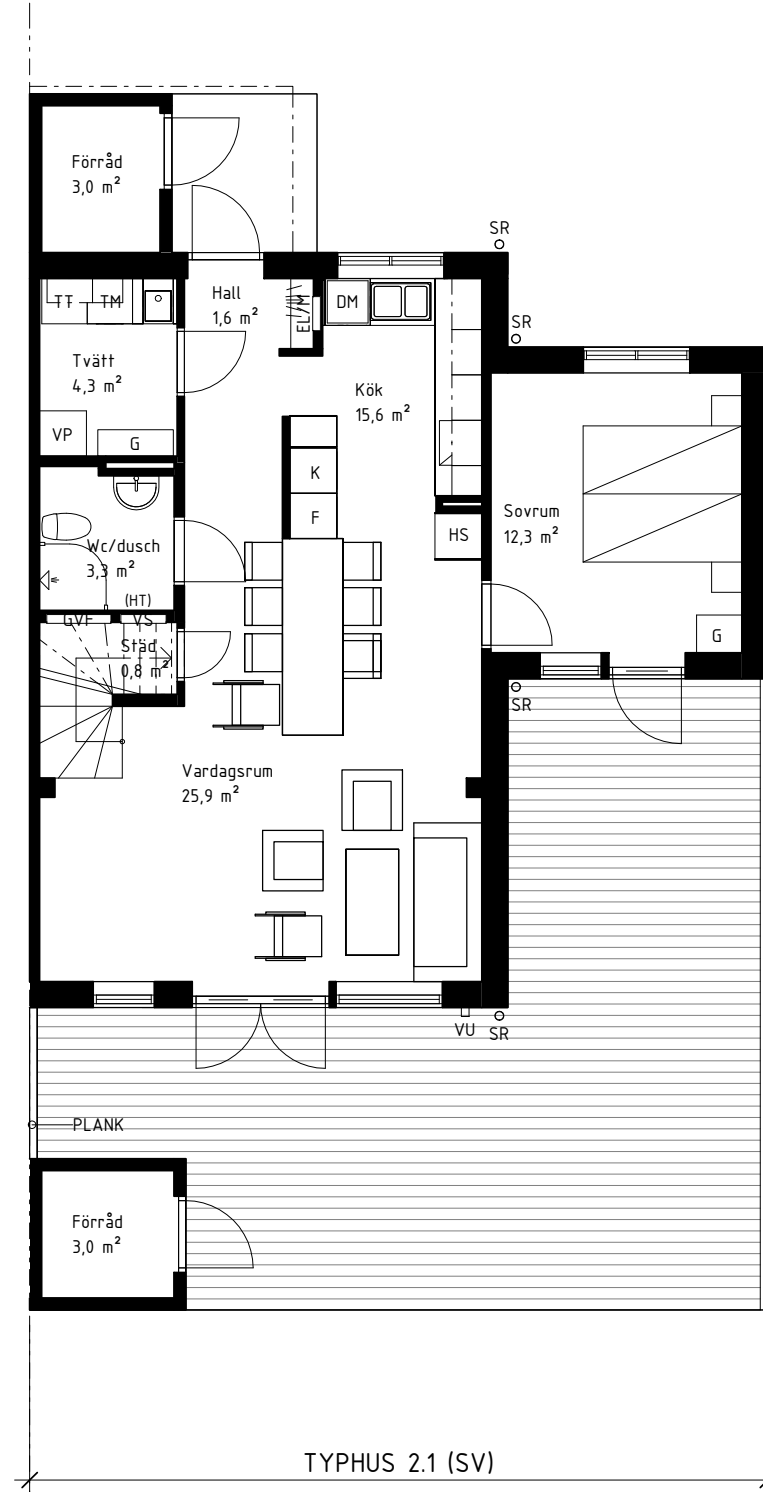 Förråd
3,0 m²
SR
Hall
1,6 m²
TT
TM
EL/M
DM
SR
Tvätt
4,3 m²
Kök
15,6 m²
VP
G
K
F
HS
Sovrum
12,3 m²
Wc/dusch
3,3 m²
(HT)
GVF
VS
Städ
0,8 m²
G
SR
Vardagsrum
25,9 m²
VU
SR
PLANK
Förråd
3,0 m²
TYPHUS 2.1 (SV)